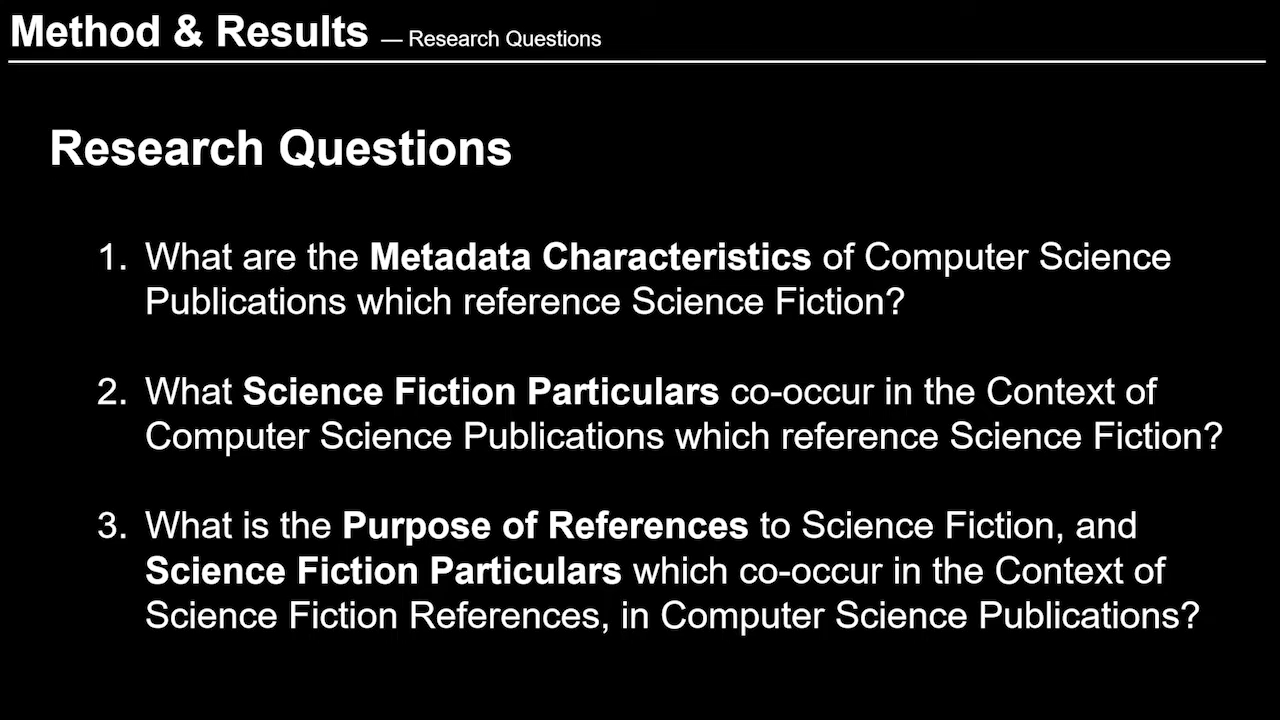 Method & Results — Research Questions
Research Questions
1. What are the Metadata Characteristics of Computer Science
Publications which reference Science Fiction?
2. What Science Fiction Particulars co-occur in the Context of
Computer Science Publications which reference Science Fiction?
3. What is the Purpose of References to Science Fiction, and
Science Fiction Particulars which co-occur in the Context of
Science Fiction References, in Computer Science Publications?